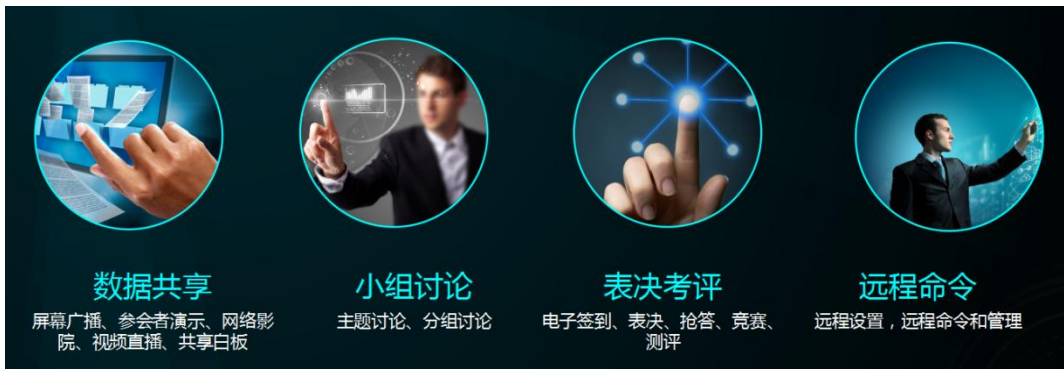 数据共享
屏幕广播、参会者演示、网络影
院、视频直播、共享白板
小组讨论
主题讨论、分组讨论
表决考评
电子签到、表决、抢答、竞赛、
测评
远程命令
远程设置，远程命令和管理